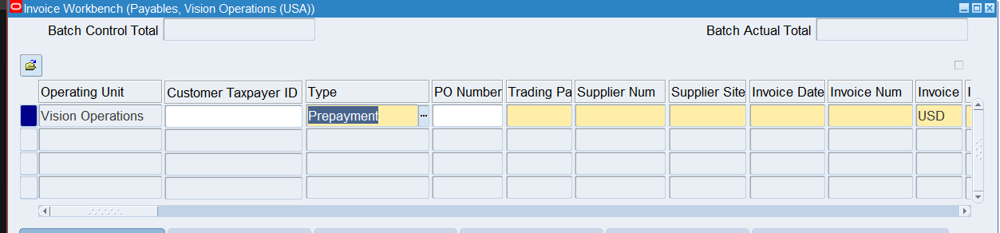 Invoice Workbench (Payables, Vision Operations (USA))
Batch Control Total Batch Actual Total
Operating Unit Customer Taxpayer ID Type PO Number Trading Pa Supplier Num Supplier Site Invoice Date Invoice Num Invoice I
Vision Operations Prepayment ... USD